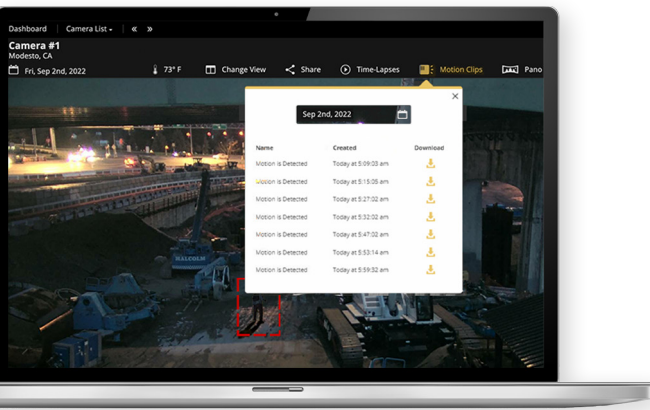 Dashboard Camera List « »
Camera #1
Modesto, CA
Fri, Sep 2nd, 2022 73° F Change View Share Time-Lapses Motion Clips Pano
Sep 2nd, 2022
Name Created Download
Motion is Detected Today at 5:09:03 am
Motion is Detected Today at 5:15:05 am
Motion is Detected Today at 5:27:02 am
Motion is Detected Today at 5:32:02 am
Motion is Detected Today at 5:47:02 am
Motion is Detected Today at 5:53:14 am
Motion is Detected Today at 5:59:32 am
MALCOLM